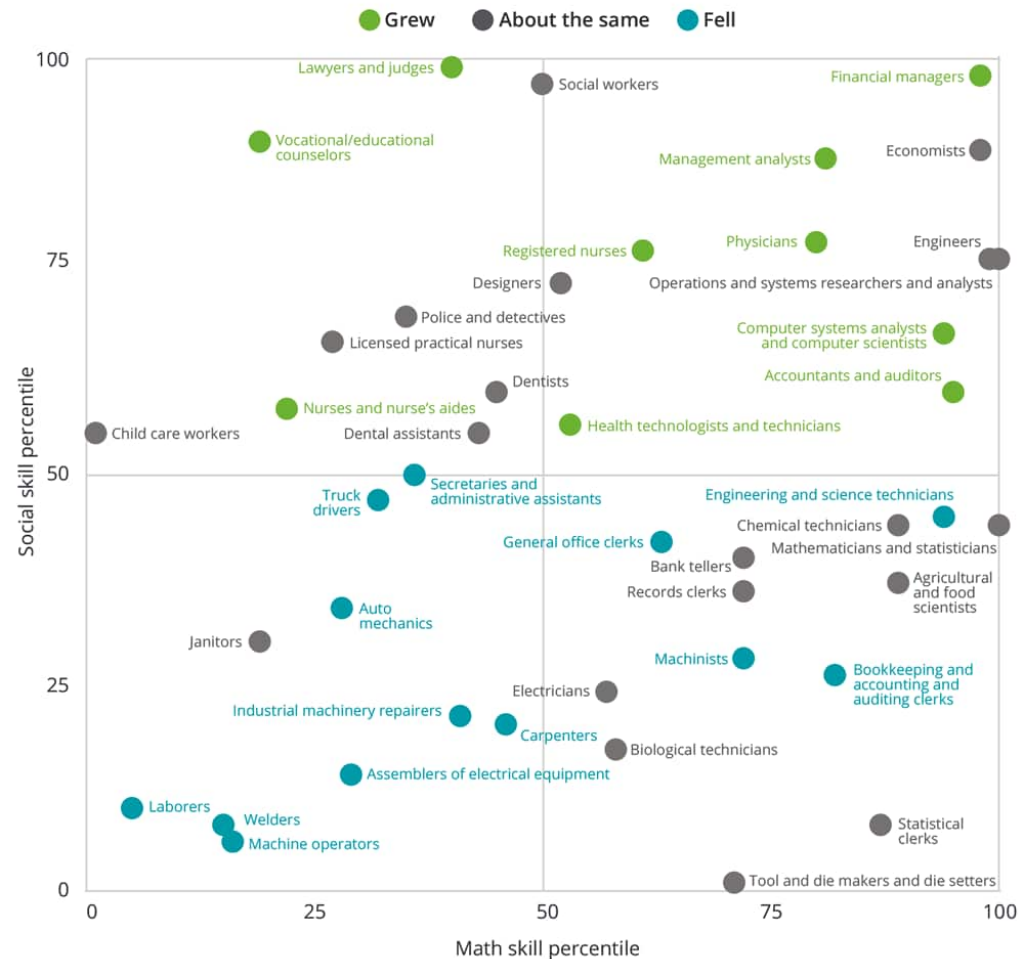 Grew About the same Fell
100
Lawyers and judges
Social workers
Financial managers
Vocational/educational
counselors
Management analysts
Economists
Registered nurses
Physicians
Engineers
75
Designers
Operations and systems researchers and analysts
Police and detectives
Licensed practical nurses
Computer systems analysts
and computer scientists
Dentists
Accountants and auditors
Nurses and nurse's aides
Child care workers
Dental assistants
Health technologists and technicians
50
Secretaries and
administrative assistants
Truck
drivers
Engineering and science technicians
Chemical technicians
General office clerks
Mathematicians and statisticians
Bank tellers
Records clerks
Agricultural
and food
scientists
Auto
mechanics
Janitors
Machinists
Bookkeeping and
accounting and
auditing clerks
25
Electricians
Industrial machinery repairers
Carpenters
Biological technicians
Assemblers of electrical equipment
Laborers
Welders
Machine operators
Statistical
clerks
Tool and die makers and die setters
0
Social skill percentile
0 25 50 75 100
Math skill percentile